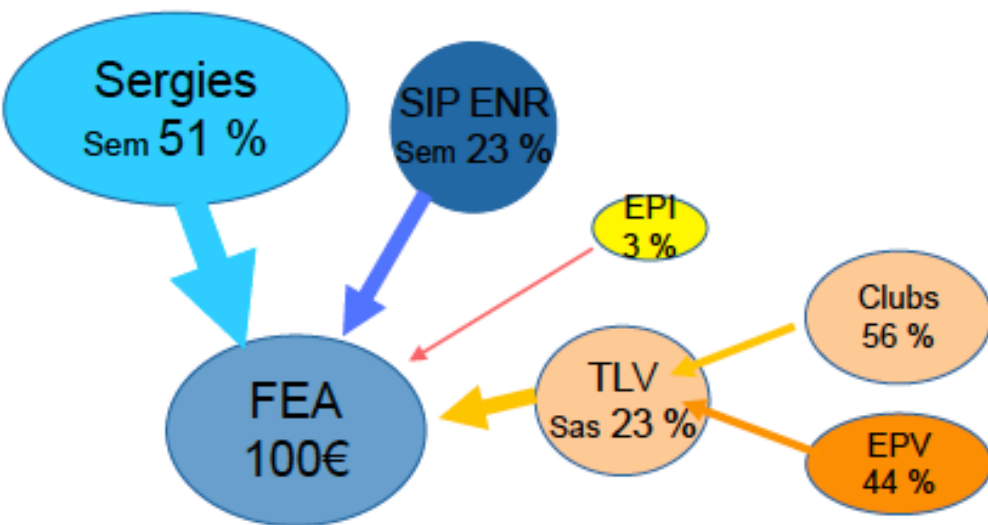 Sergies
Sem 51 %
SIP ENR
Sem 23 %
EPI
3 %
Clubs
56 %
TLV
Sas 23 %
FEA
100€
EPV
44 %